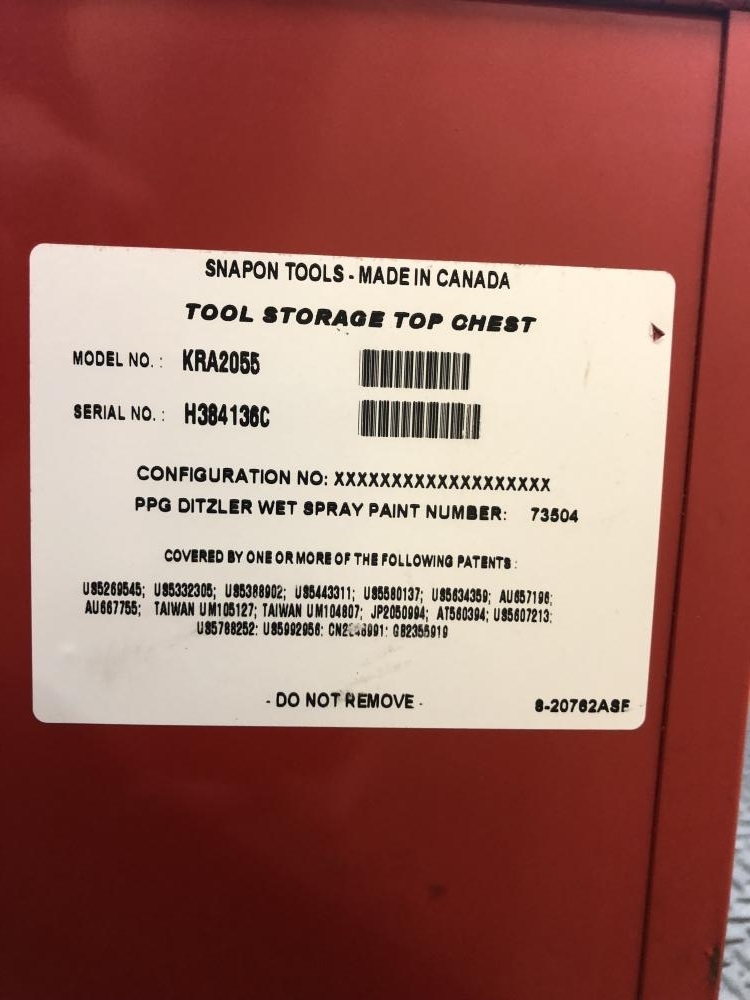 SNAPON TOOLS - MADE IN CANADA
TOOL STORAGE TOP CHEST
MODEL NO. : KRA2055
SERIAL NO. : H384136C
CONFIGURATION NO: XXXXXXXXXXXXXXXXXXX
PPG DITZLER WET SPRAY PAINT NUMBER: 73504
COVERED BY ONE OR MORE OF THE FOLLOWING PATENTS :
US5269545; US5332305; US5388902; US5443311; US5580137; US5634359; AU657196;
AU667755; TAIWAN UM105127; TAIWAN UM104807; JP2050994; AT560394; US5607213;
US5788252; US5992956; GB2355919
- DO NOT REMOVE -
8-20762ASF